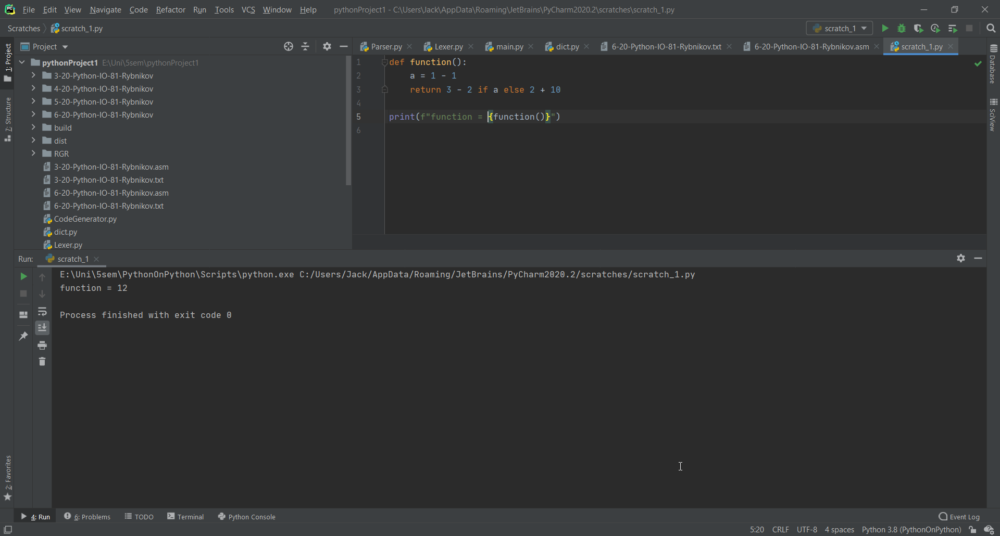 File Edit View Navigate Code Refactor Run Tools VCS Window Help pythonProject1 - C:\Users\Jack\AppData\Roaming\JetBrains\PyCharm2020.2\scratches\scratch_1.py
Scratches scratch_1.py scratch_1
1: Project
7: Structure
2: Favorites
Project
pythonProject1 E:\Uni\5sem\pythonProject1
3-20-Python-IO-81-Rybnikov
4-20-Python-IO-81-Rybnikov
5-20-Python-IO-81-Rybnikov
6-20-Python-IO-81-Rybnikov
build
dist
RGR
3-20-Python-IO-81-Rybnikov.asm
3-20-Python-IO-81-Rybnikov.txt
6-20-Python-IO-81-Rybnikov.asm
6-20-Python-IO-81-Rybnikov.txt
CodeGenerator.py
dict.py
Lexer.py
Parser.py Lexer.py main.py dict.py 6-20-Python-IO-81-Rybnikov.txt 6-20-Python-IO-81-Rybnikov.asm scratch_1.py
1 def function():
2 a = 1 - 1
3 return 3 - 2 if a else 2 + 10
4
5 print(f"function = {function()}")
6
Database
SciView
Run: scratch_1
E:\Uni\5sem\PythonOnPython\Scripts\python.exe C:/Users/Jack/AppData/Roaming/JetBrains/PyCharm2020.2/scratches/scratch_1.py
function = 12
Process finished with exit code 0
4: Run 6: Problems TODO Terminal Python Console Event Log
5:20 CRLF UTF-8 4 spaces Python 3.8 (PythonOnPython)